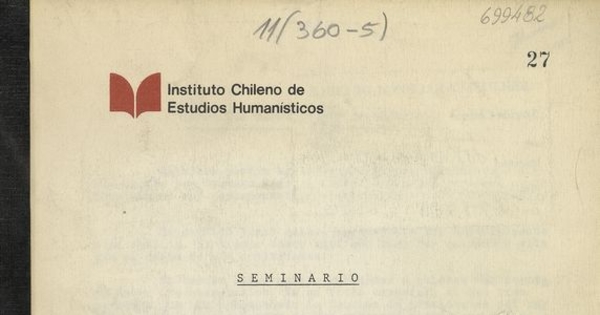 11(360-5)
699452
27
Instituto Chileno de
Estudios Humanísticos
SEMINARIO